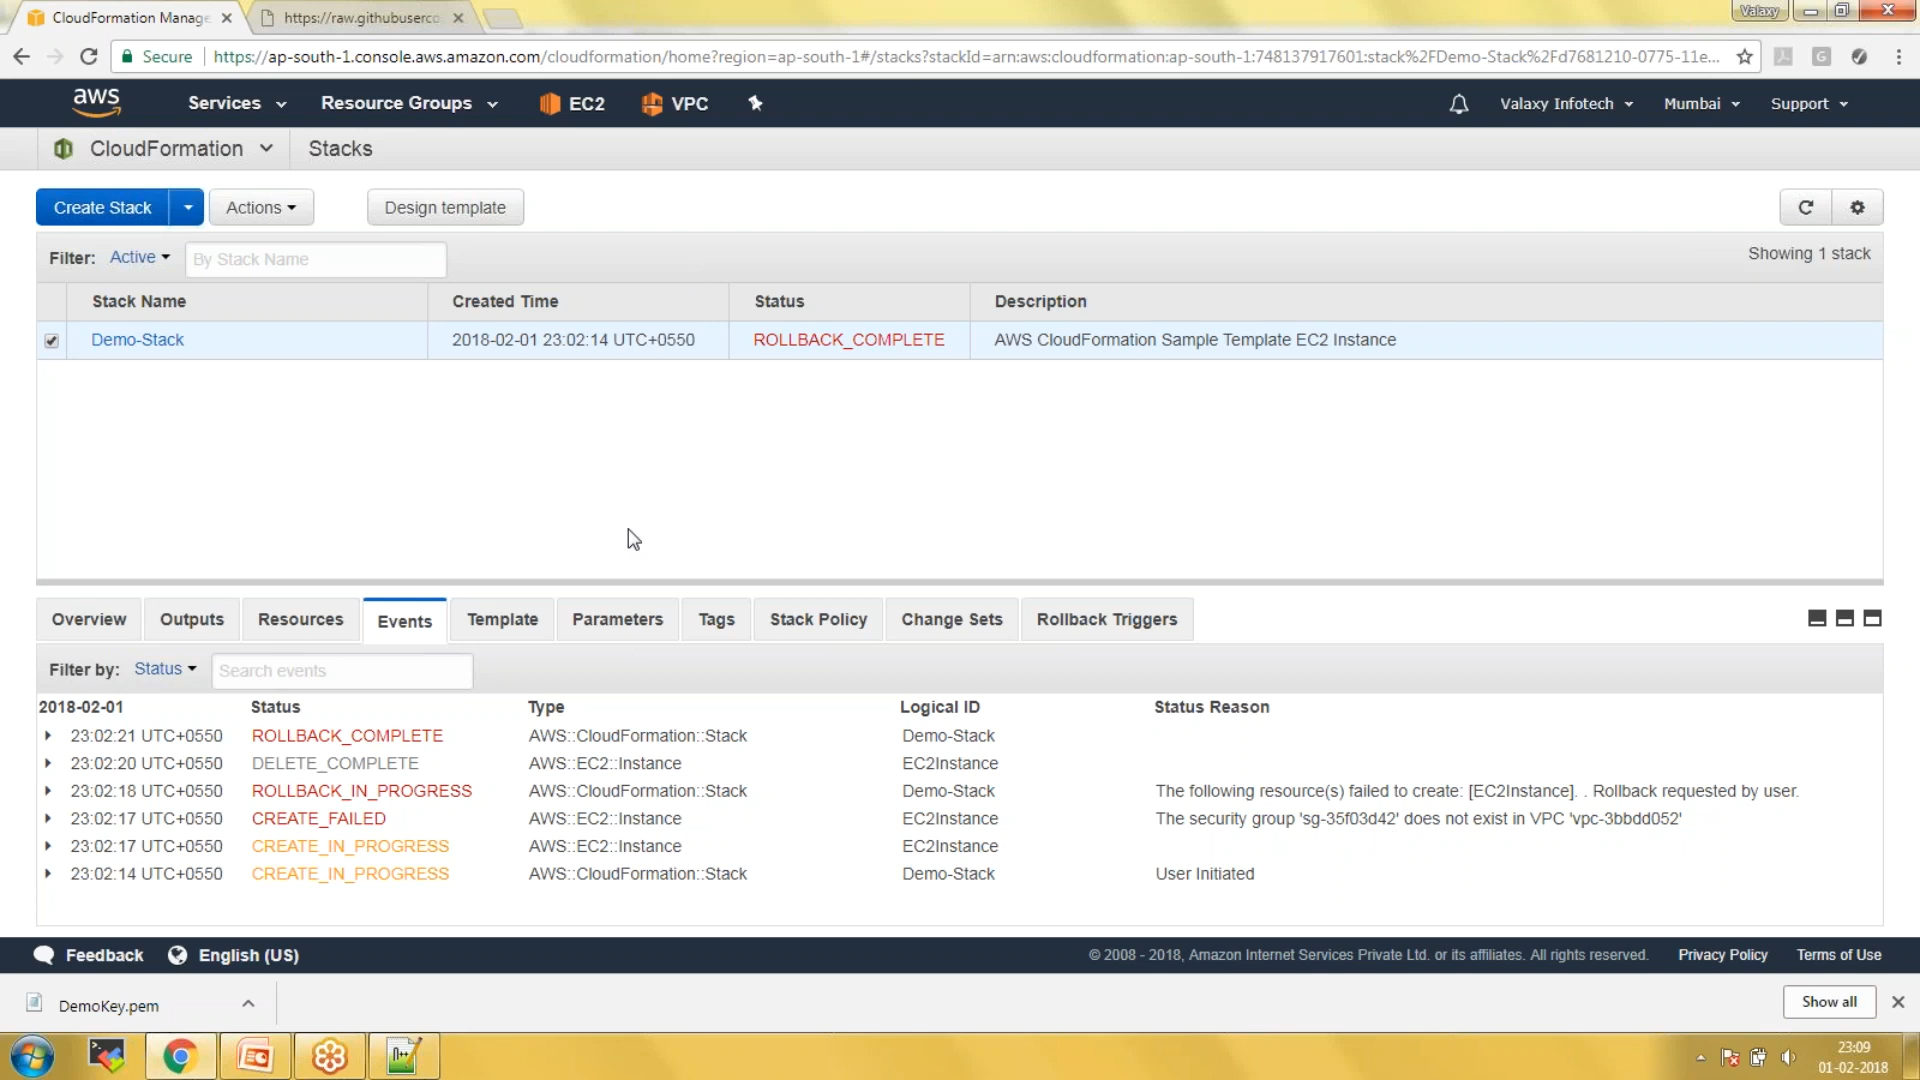 CloudFormation Manage
https://raw.githubuserco
Valaxy
Secure https://ap-south-1.console.aws.amazon.com/cloudformation/home?region=ap-south-1#/stacks?stackId=arn:aws:cloudformation:ap-south-1:748137917601:stack%2FDemo-Stack%2Fd7681210-0775-11e...
aws Services Resource Groups EC2 VPC Valaxy Infotech Mumbai Support
CloudFormation Stacks
Create Stack Actions Design template
Filter: Active By Stack Name Showing 1 stack
Stack Name Created Time Status Description
Demo-Stack 2018-02-01 23:02:14 UTC+0550 ROLLBACK_COMPLETE AWS CloudFormation Sample Template EC2 Instance
Overview Outputs Resources Events Template Parameters Tags Stack Policy Change Sets Rollback Triggers
Filter by: Status Search events
2018-02-01 Status Type Logical ID Status Reason
23:02:21 UTC+0550 ROLLBACK_COMPLETE AWS::CloudFormation::Stack Demo-Stack
23:02:20 UTC+0550 DELETE_COMPLETE AWS::EC2::Instance EC2Instance
23:02:18 UTC+0550 ROLLBACK_IN_PROGRESS AWS::CloudFormation::Stack Demo-Stack The following resource(s) failed to create: [EC2Instance]. . Rollback requested by user.
23:02:17 UTC+0550 CREATE_FAILED AWS::EC2::Instance EC2Instance The security group 'sg-35f03d42' does not exist in VPC 'vpc-3bbdd052'
23:02:17 UTC+0550 CREATE_IN_PROGRESS AWS::EC2::Instance EC2Instance
23:02:14 UTC+0550 CREATE_IN_PROGRESS AWS::CloudFormation::Stack Demo-Stack User Initiated
Feedback English (US) © 2008 - 2018, Amazon Internet Services Private Ltd. or its affiliates. All rights reserved. Privacy Policy Terms of Use
DemoKey.pem Show all
23:09
01-02-2018